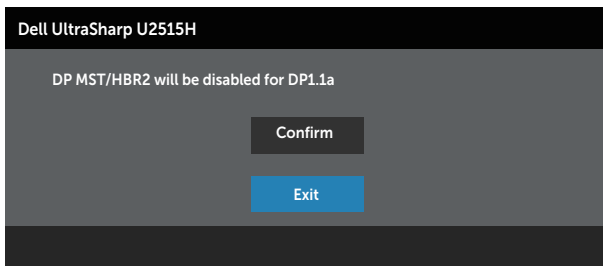 Dell UltraSharp U2515H
DP MST/HBR2 will be disabled for DP1.1a
Confirm
Exit